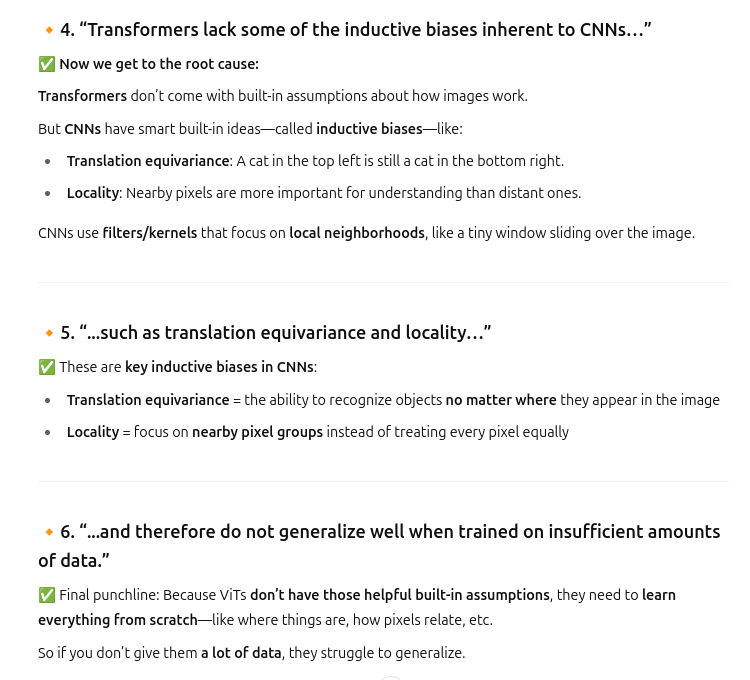 🔸 4. “Transformers lack some of the inductive biases inherent to CNNs…”
✅ Now we get to the root cause:
Transformers don’t come with built-in assumptions about how images work.
But CNNs have smart built-in ideas—called inductive biases—like:
• Translation equivariance: A cat in the top left is still a cat in the bottom right.
• Locality: Nearby pixels are more important for understanding than distant ones.
CNNs use filters/kernels that focus on local neighborhoods, like a tiny window sliding over the image.
🔸 5. “...such as translation equivariance and locality…”
✅ These are key inductive biases in CNNs:
• Translation equivariance = the ability to recognize objects no matter where they appear in the image
• Locality = focus on nearby pixel groups instead of treating every pixel equally
🔸 6. “...and therefore do not generalize well when trained on insufficient amounts
of data.”
✅ Final punchline: Because ViTs don’t have those helpful built-in assumptions, they need to learn
everything from scratch—like where things are, how pixels relate, etc.
So if you don’t give them a lot of data, they struggle to generalize.